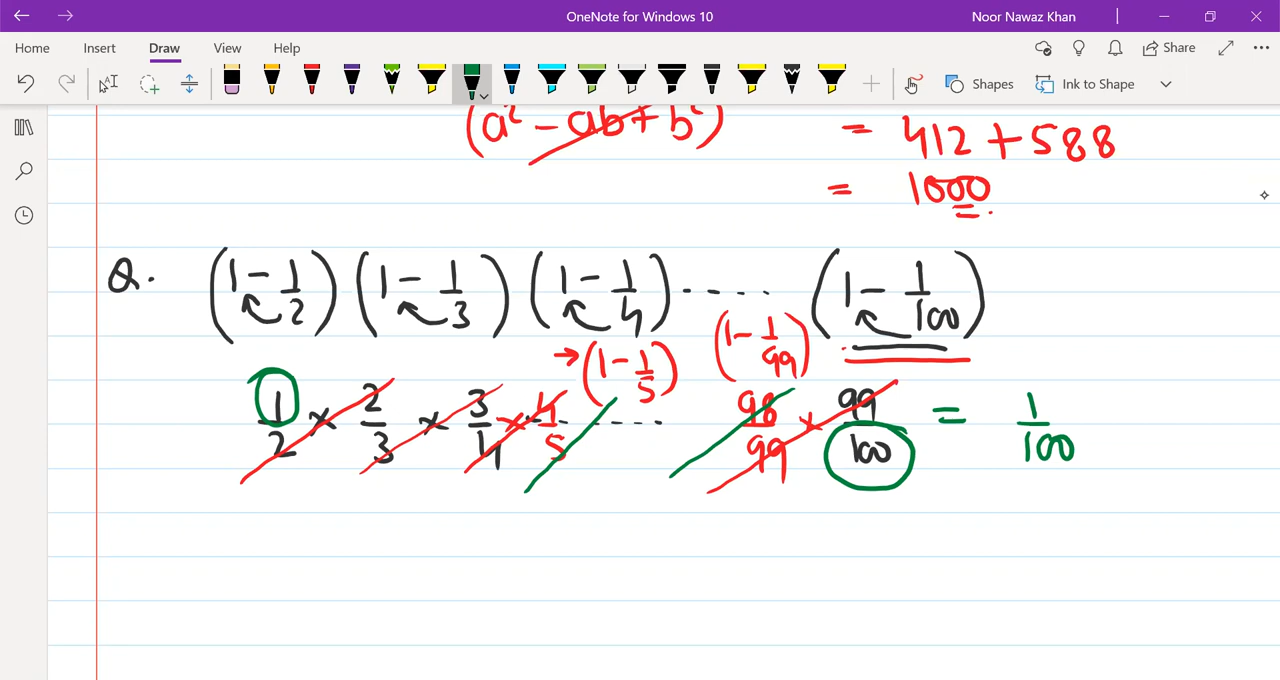 OneNote for Windows 10
Noor Nawaz Khan
Home Insert Draw View Help Share
Shapes Ink to Shape
(a² - ab + b²) = 412 + 588
= 1000
Q. (1 - 1/2) (1 - 1/3) (1 - 1/4) ..... (1 - 1/100)
→ (1 - 1/5) (1 - 1/99)
1/2 × 2/3 × 3/4 × 4/5 ...... 98/99 × 99/100 = 1/100